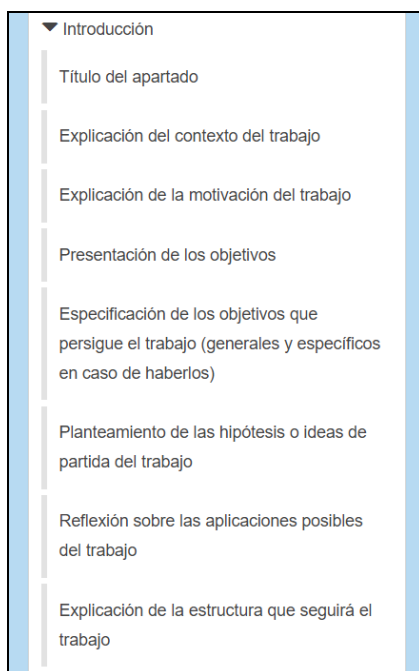 Introducción
Título del apartado
Explicación del contexto del trabajo
Explicación de la motivación del trabajo
Presentación de los objetivos
Especificación de los objetivos que
persigue el trabajo (generales y específicos
en caso de haberlos)
Planteamiento de las hipótesis o ideas de
partida del trabajo
Reflexión sobre las aplicaciones posibles
del trabajo
Explicación de la estructura que seguirá el
trabajo